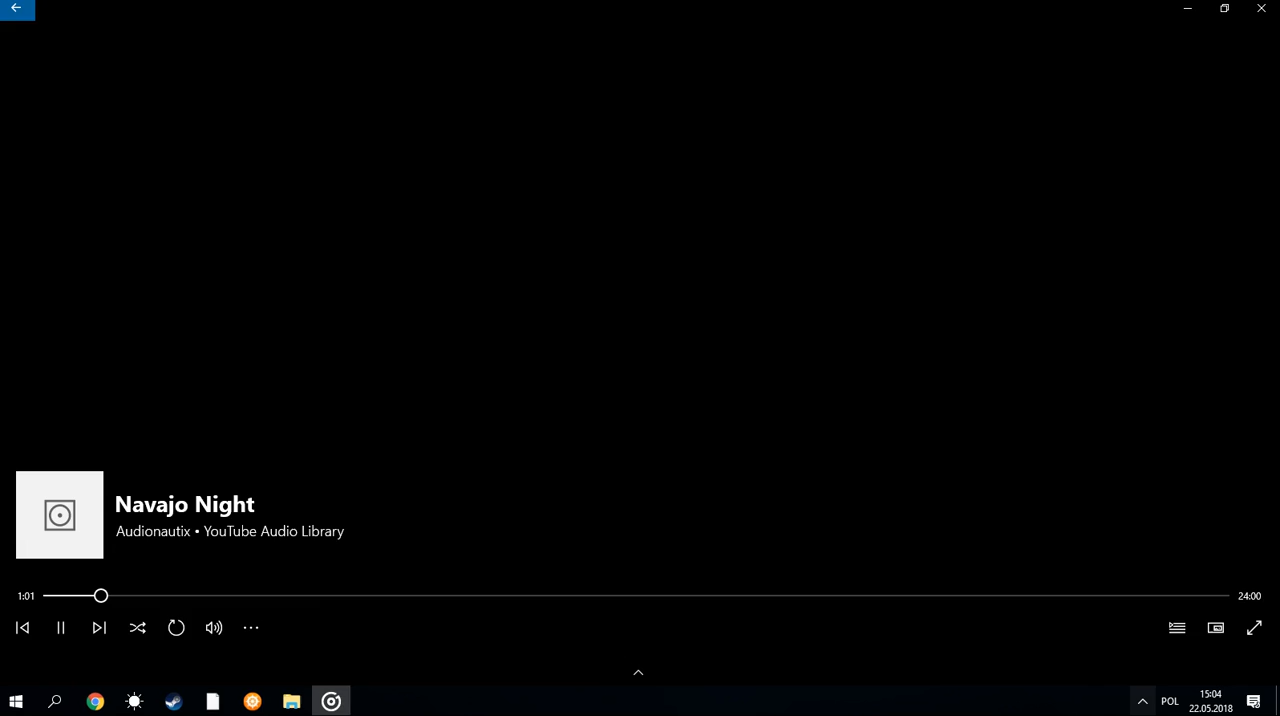 Navajo Night
Audionautix • YouTube Audio Library
1:01
24:00
POL
15:04
22.05.2018